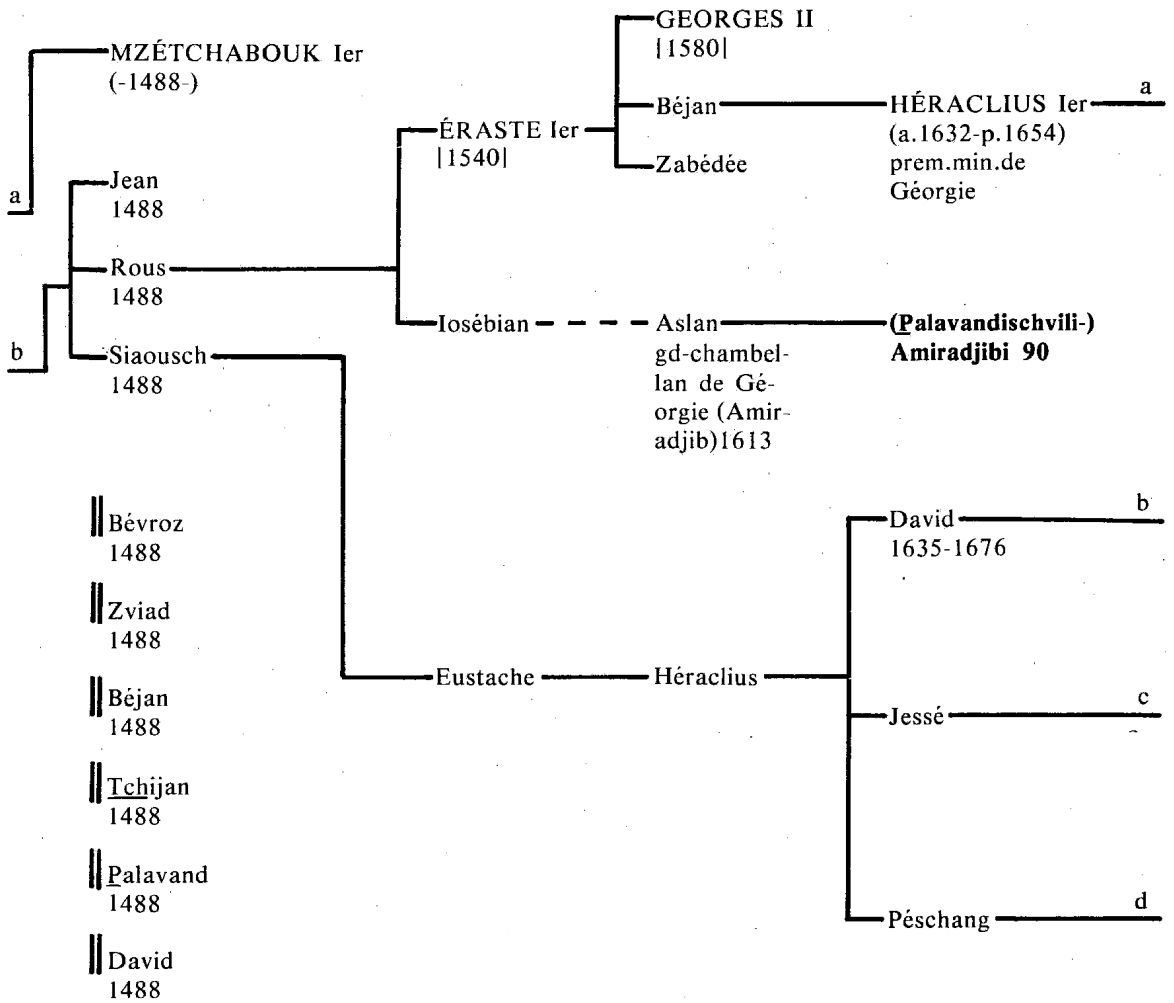 GEORGES II
|1580|
MZÉTCHABOUK Ier
(-1488-)
Béjan
HÉRACLIUS Ier
a
(a.1632-p.1654)
prem.min.de
Géorgie
ÉRASTE Ier
|1540|
Zabédée
a
Jean
1488
Rous
1488
Iosébian
Aslan
gd-chambel-
lan de Gé-
orgie (Amir-
adjib)1613
(Palavandischvili-)
Amiradjibi 90
b
Siaousch
1488
Bévroz
1488
David
1635-1676
b
Zviad
1488
Eustache
Héraclius
Béjan
1488
Jessé
c
Tchijan
1488
Palavand
1488
Péschang
d
David
1488